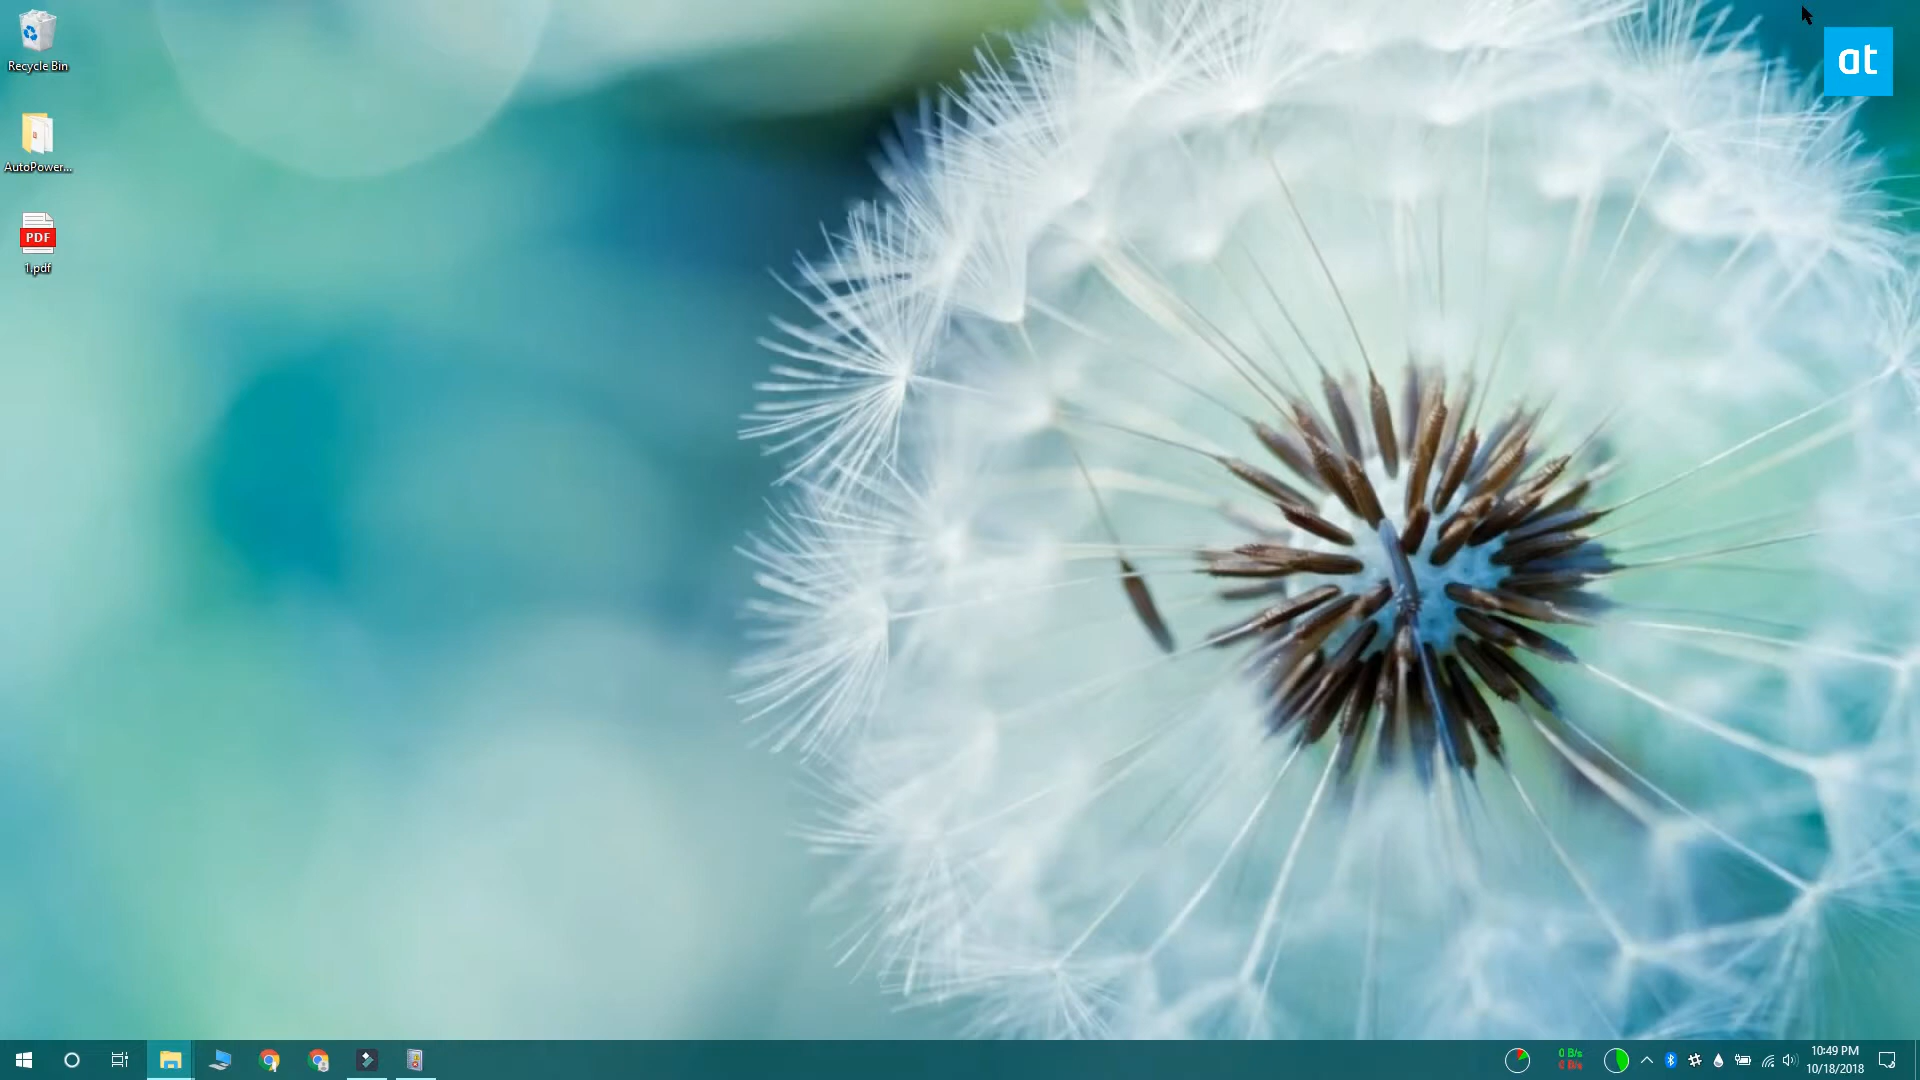 Recycle Bin
at
AutoPower...
PDF
1.pdf
0 B/s
0 B/s
10:49 PM
10/18/2018